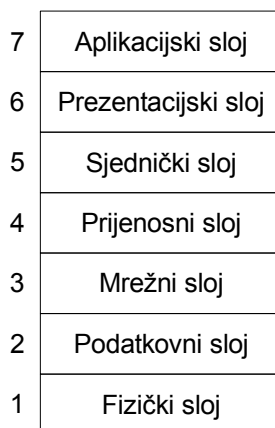 7 Aplikacijski sloj
6 Prezentacijski sloj
5 Sjednički sloj
4 Prijenosni sloj
3 Mrežni sloj
2 Podatkovni sloj
1 Fizički sloj